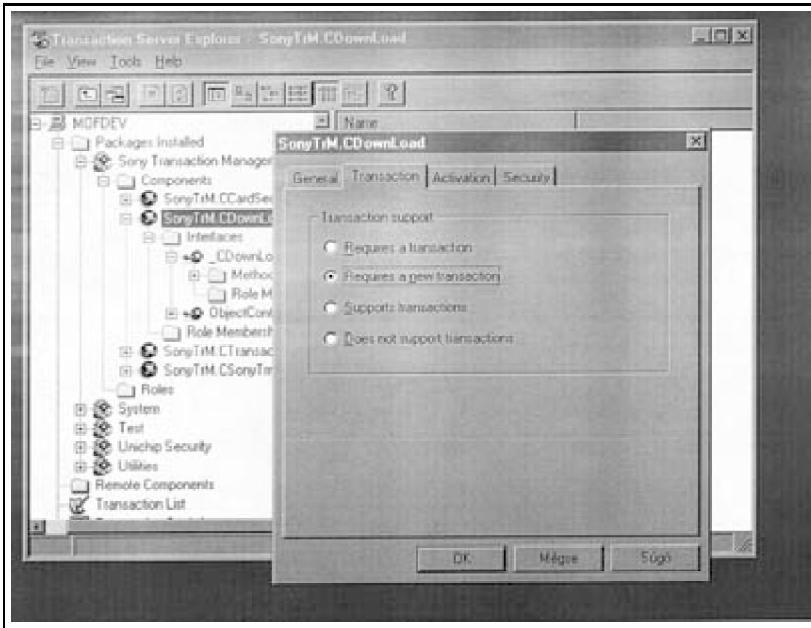 Transaction Server Explorer - SonyTrM.CDownLoad
File View Tools Help
MOFDEV
Name
Packages Installed
Sony Transaction Manager
Components
SonyTrM.CCardSec
SonyTrM.CDownLo
Interfaces
_CDownLo
Method
Role M
ObjectCont
Role Membersh
SonyTrM.CTransac
SonyTrM.CSonyTrm
Roles
System
Test
Unichip Security
Utilities
Remote Components
Transaction List
SonyTrM.CDownLoad
General Transaction Activation Security
Transaction support
Requires a transaction
Requires a new transaction
Supports transactions
Does not support transactions
OK Mégse Súgó